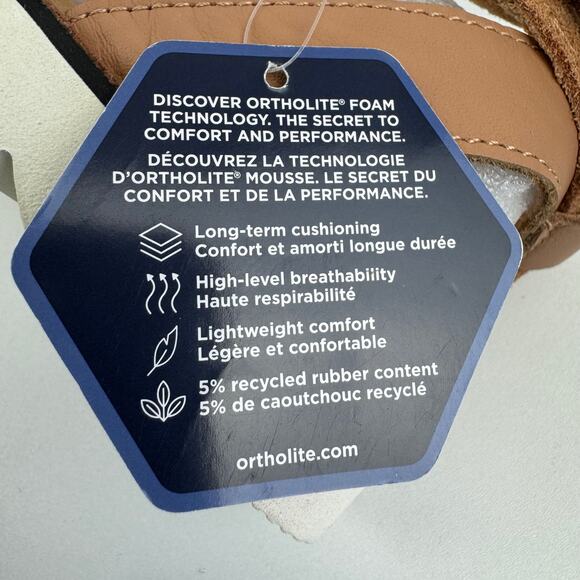 DISCOVER ORTHOLITE® FOAM
TECHNOLOGY. THE SECRET TO
COMFORT AND PERFORMANCE.
DÉCOUVREZ LA TECHNOLOGIE
D'ORTHOLITE® MOUSSE. LE SECRET DU
CONFORT ET DE LA PERFORMANCE.
Long-term cushioning
Confort et amorti longue durée
High-level breathability
Haute respirabilité
Lightweight comfort
Légère et confortable
5% recycled rubber content
5% de caoutchouc recyclé
ortholite.com